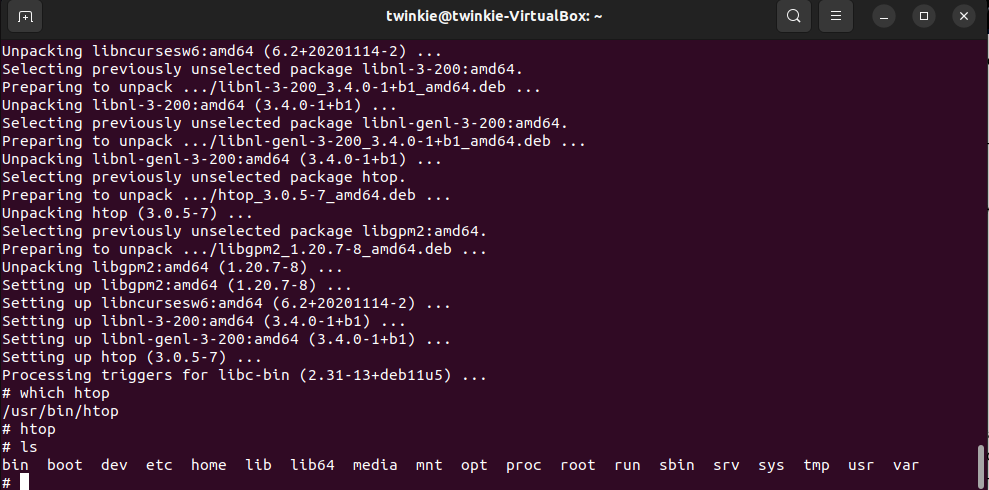 twinkie@twinkie-VirtualBox: ~
Unpacking libncursesw6:amd64 (6.2+20201114-2) ...
Selecting previously unselected package libnl-3-200:amd64.
Preparing to unpack .../libnl-3-200_3.4.0-1+b1_amd64.deb ...
Unpacking libnl-3-200:amd64 (3.4.0-1+b1) ...
Selecting previously unselected package libnl-genl-3-200:amd64.
Preparing to unpack .../libnl-genl-3-200_3.4.0-1+b1_amd64.deb ...
Unpacking libnl-genl-3-200:amd64 (3.4.0-1+b1) ...
Selecting previously unselected package htop.
Preparing to unpack .../htop_3.0.5-7_amd64.deb ...
Unpacking htop (3.0.5-7) ...
Selecting previously unselected package libgpm2:amd64.
Preparing to unpack .../libgpm2_1.20.7-8_amd64.deb ...
Unpacking libgpm2:amd64 (1.20.7-8) ...
Setting up libgpm2:amd64 (1.20.7-8) ...
Setting up libncursesw6:amd64 (6.2+20201114-2) ...
Setting up libnl-3-200:amd64 (3.4.0-1+b1) ...
Setting up libnl-genl-3-200:amd64 (3.4.0-1+b1) ...
Setting up htop (3.0.5-7) ...
Processing triggers for libc-bin (2.31-13+deb11u5) ...
# which htop
/usr/bin/htop
# htop
# ls
bin  boot  dev  etc  home  lib  lib64  media  mnt  opt  proc  root  run  sbin  srv  sys  tmp  usr  var
#